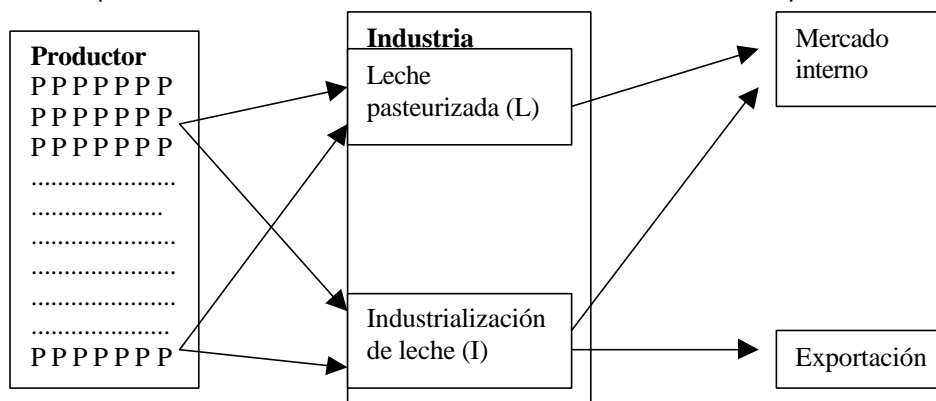 Productor
P P P P P P P
P P P P P P P
P P P P P P P
......................
....................
......................
......................
......................
.....................
P P P P P P P
Industria
Leche
pasteurizada (L)
Industrialización
de leche (I)
Mercado
interno
Exportación